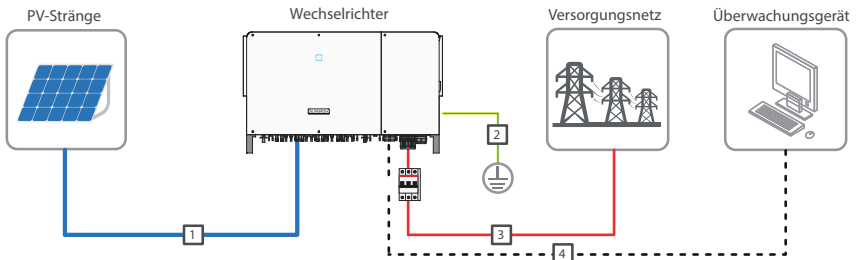 PV-Stränge
Wechselrichter
Versorgungsnetz
Überwachungsgerät
2
1
3
4